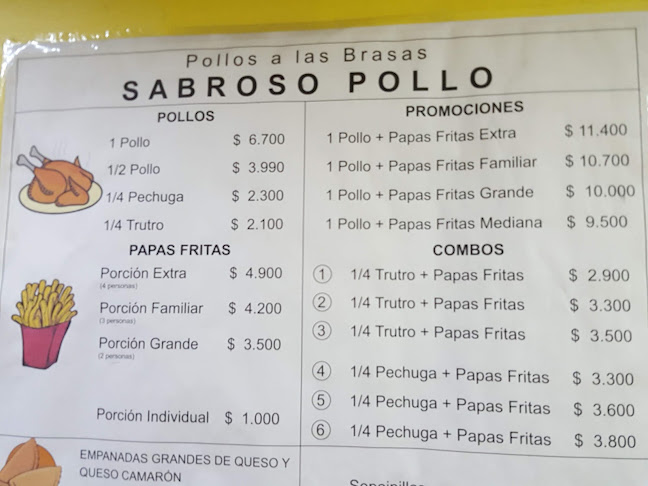 Pollos a las Brasas
SABROSO POLLO
POLLOS
1 Pollo $ 6.700
1/2 Pollo $ 3.990
1/4 Pechuga $ 2.300
1/4 Trutro $ 2.100
PAPAS FRITAS
Porción Extra $ 4.900
(4 personas)
Porción Familiar $ 4.200
(3 personas)
Porción Grande $ 3.500
(2 personas)
Porción Individual $ 1.000
EMPANADAS GRANDES DE QUESO Y
QUESO CAMARÓN
PROMOCIONES
1 Pollo + Papas Fritas Extra $ 11.400
1 Pollo + Papas Fritas Familiar $ 10.700
1 Pollo + Papas Fritas Grande $ 10.000
1 Pollo + Papas Fritas Mediana $ 9.500
COMBOS
1 1/4 Trutro + Papas Fritas $ 2.900
2 1/4 Trutro + Papas Fritas $ 3.300
3 1/4 Trutro + Papas Fritas $ 3.500
4 1/4 Pechuga + Papas Fritas $ 3.300
5 1/4 Pechuga + Papas Fritas $ 3.600
6 1/4 Pechuga + Papas Fritas $ 3.800